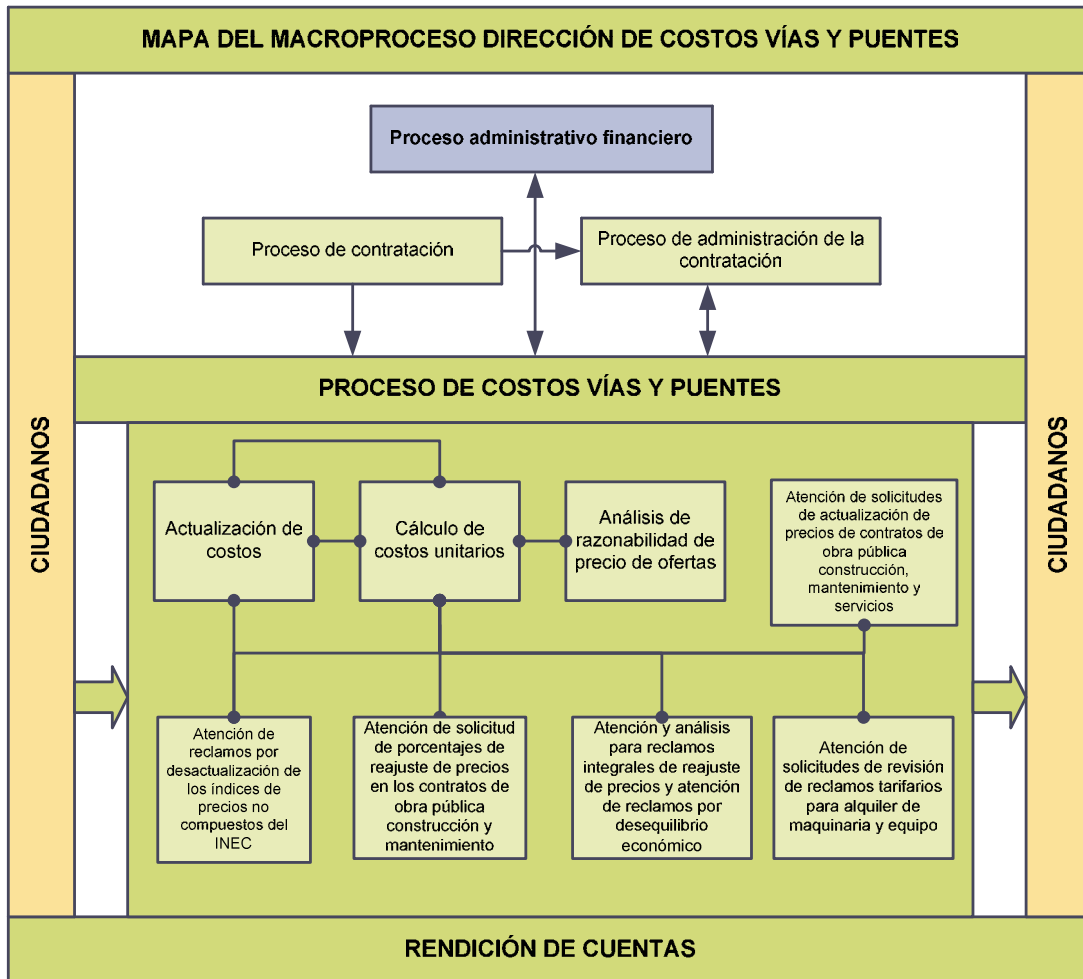 MAPA DEL MACROPROCESO DIRECCIÓN DE COSTOS VÍAS Y PUENTES
CIUDADANOS
Proceso administrativo financiero
Proceso de contratación
Proceso de administración de la
contratación
PROCESO DE COSTOS VÍAS Y PUENTES
Actualización de
costos
Cálculo de
costos unitarios
Análisis de
razonabilidad de
precio de ofertas
Atención de solicitudes
de actualización de
precios de contratos de
obra pública
construcción,
mantenimiento y
servicios
Atención de
reclamos por
desactualización de
los índices de
precios no
compuestos del
INEC
Atención de solicitud
de porcentajes de
reajuste de precios
en los contratos de
obra pública
construcción y
mantenimiento
Atención y análisis
para reclamos
integrales de reajuste
de precios y atención
de reclamos por
desequilibrio
económico
Atención de
solicitudes de revisión
de reclamos tarifarios
para alquiler de
maquinaria y equipo
CIUDADANOS
RENDICIÓN DE CUENTAS